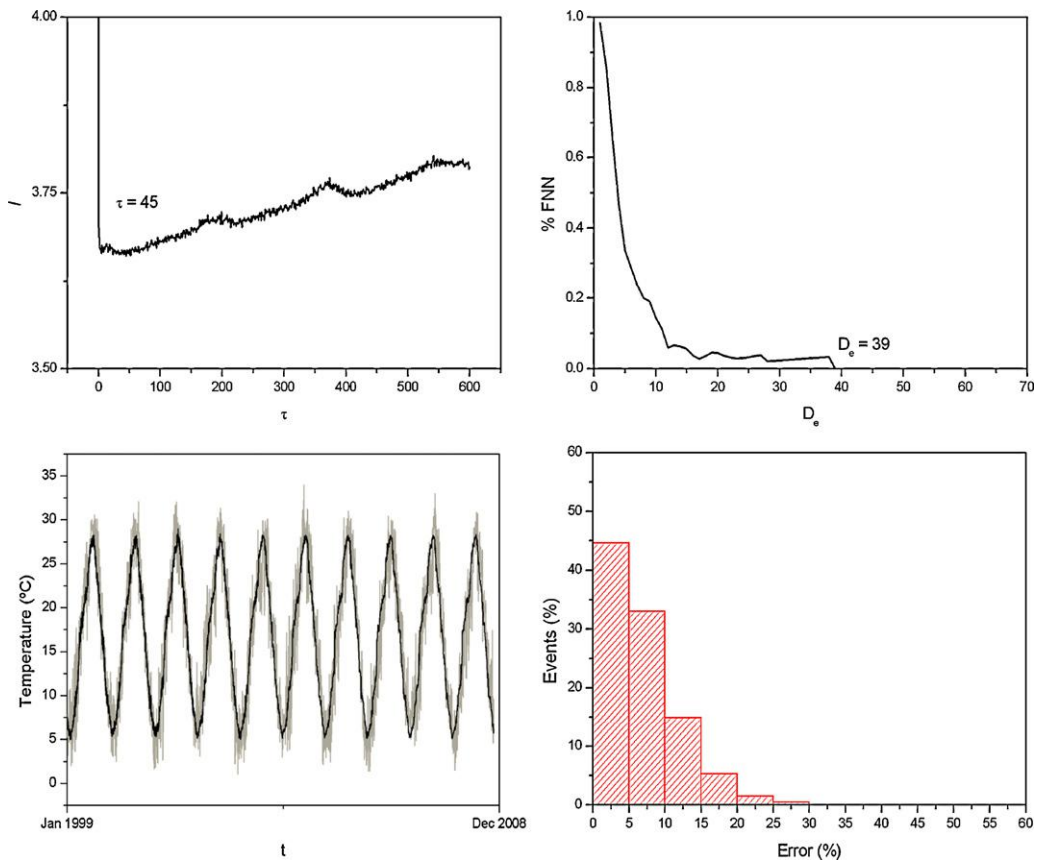 4.00
3.75
3.50
I
τ = 45
0 100 200 300 400 500 600
τ
1.0
0.8
0.6
0.4
0.2
0.0
% FNN
De = 39
0 10 20 30 40 50 60 70
De
35
30
25
20
15
10
5
0
Temperature (ºC)
Jan 1999 Dec 2008
t
60
50
40
30
20
10
0
Events (%)
0 5 10 15 20 25 30 35 40 45 50 55 60
Error (%)